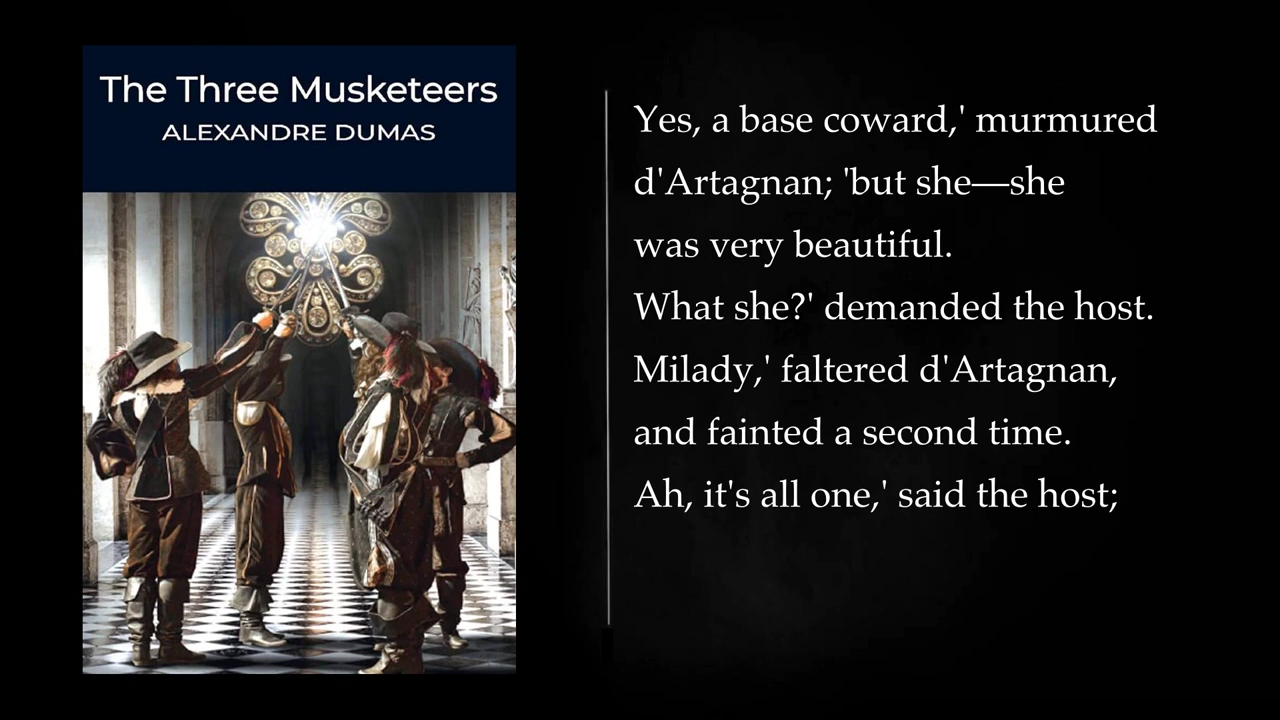 The Three Musketeers
ALEXANDRE DUMAS
Yes, a base coward,' murmured
d'Artagnan; 'but she—she
was very beautiful.
What she?' demanded the host.
Milady,' faltered d'Artagnan,
and fainted a second time.
Ah, it's all one,' said the host;